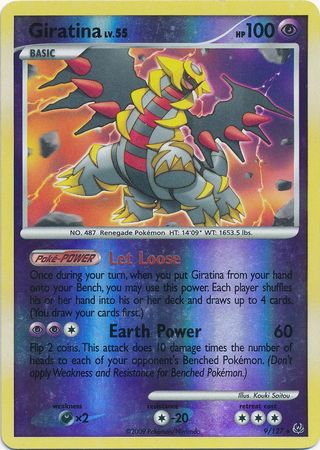 Giratina LV.55 HP 100
BASIC
NO. 487 Renegade Pokémon HT: 14'09" WT: 1653.5 lbs.
Poké-POWER Let Loose
Once during your turn, when you put Giratina from your hand
onto your Bench, you may use this power. Each player shuffles
his or her hand into his or her deck and draws up to 4 cards.
(You draw your cards first.)
Earth Power 60
Flip 2 coins. This attack does 10 damage times the number of
heads to each of your opponent's Benched Pokémon. (Don't
apply Weakness and Resistance for Benched Pokémon.)
Illus. Kouki Saitou
weakness resistance retreat cost
×2 -20
©2009 Pokémon/Nintendo 9/127